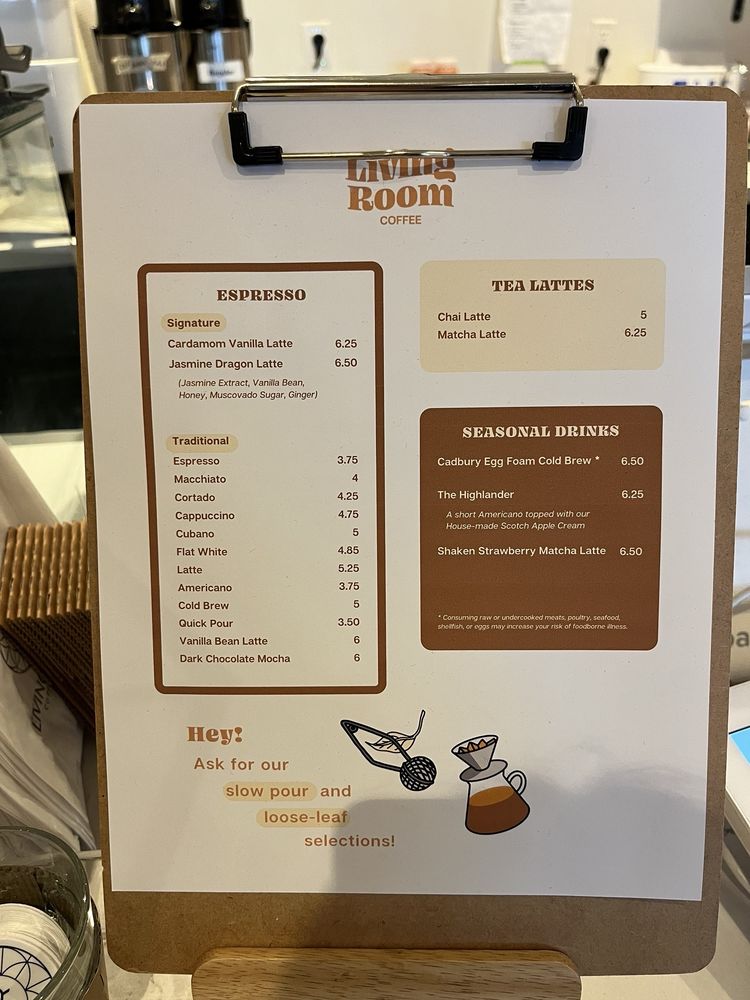 Living
Room
COFFEE
ESPRESSO
Signature
Cardamom Vanilla Latte 6.25
Jasmine Dragon Latte 6.50
(Jasmine Extract, Vanilla Bean,
Honey, Muscovado Sugar, Ginger)
Traditional
Espresso 3.75
Macchiato 4
Cortado 4.25
Cappuccino 4.75
Cubano 5
Flat White 4.85
Latte 5.25
Americano 3.75
Cold Brew 5
Quick Pour 3.50
Vanilla Bean Latte 6
Dark Chocolate Mocha 6
TEA LATTES
Chai Latte 5
Matcha Latte 6.25
SEASONAL DRINKS
Cadbury Egg Foam Cold Brew * 6.50
The Highlander 6.25
A short Americano topped with our
House-made Scotch Apple Cream
Shaken Strawberry Matcha Latte 6.50
* Consuming raw or undercooked meats, poultry, seafood,
shellfish, or eggs may increase your risk of foodborne illness.
Hey!
Ask for our
slow pour and
loose-leaf
selections!